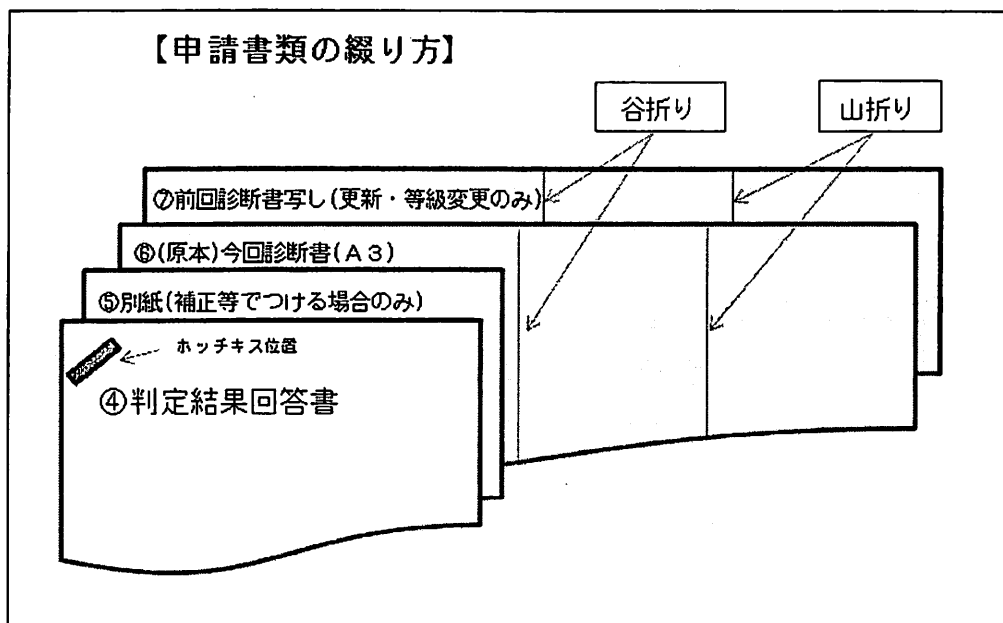 【申請書類の綴り方】
谷折り
山折り
⑦前回診断書写し(更新・等級変更のみ)
⑥(原本)今回診断書(A3)
⑤別紙(補正等でつける場合のみ)
ホッチキス位置
④判定結果回答書